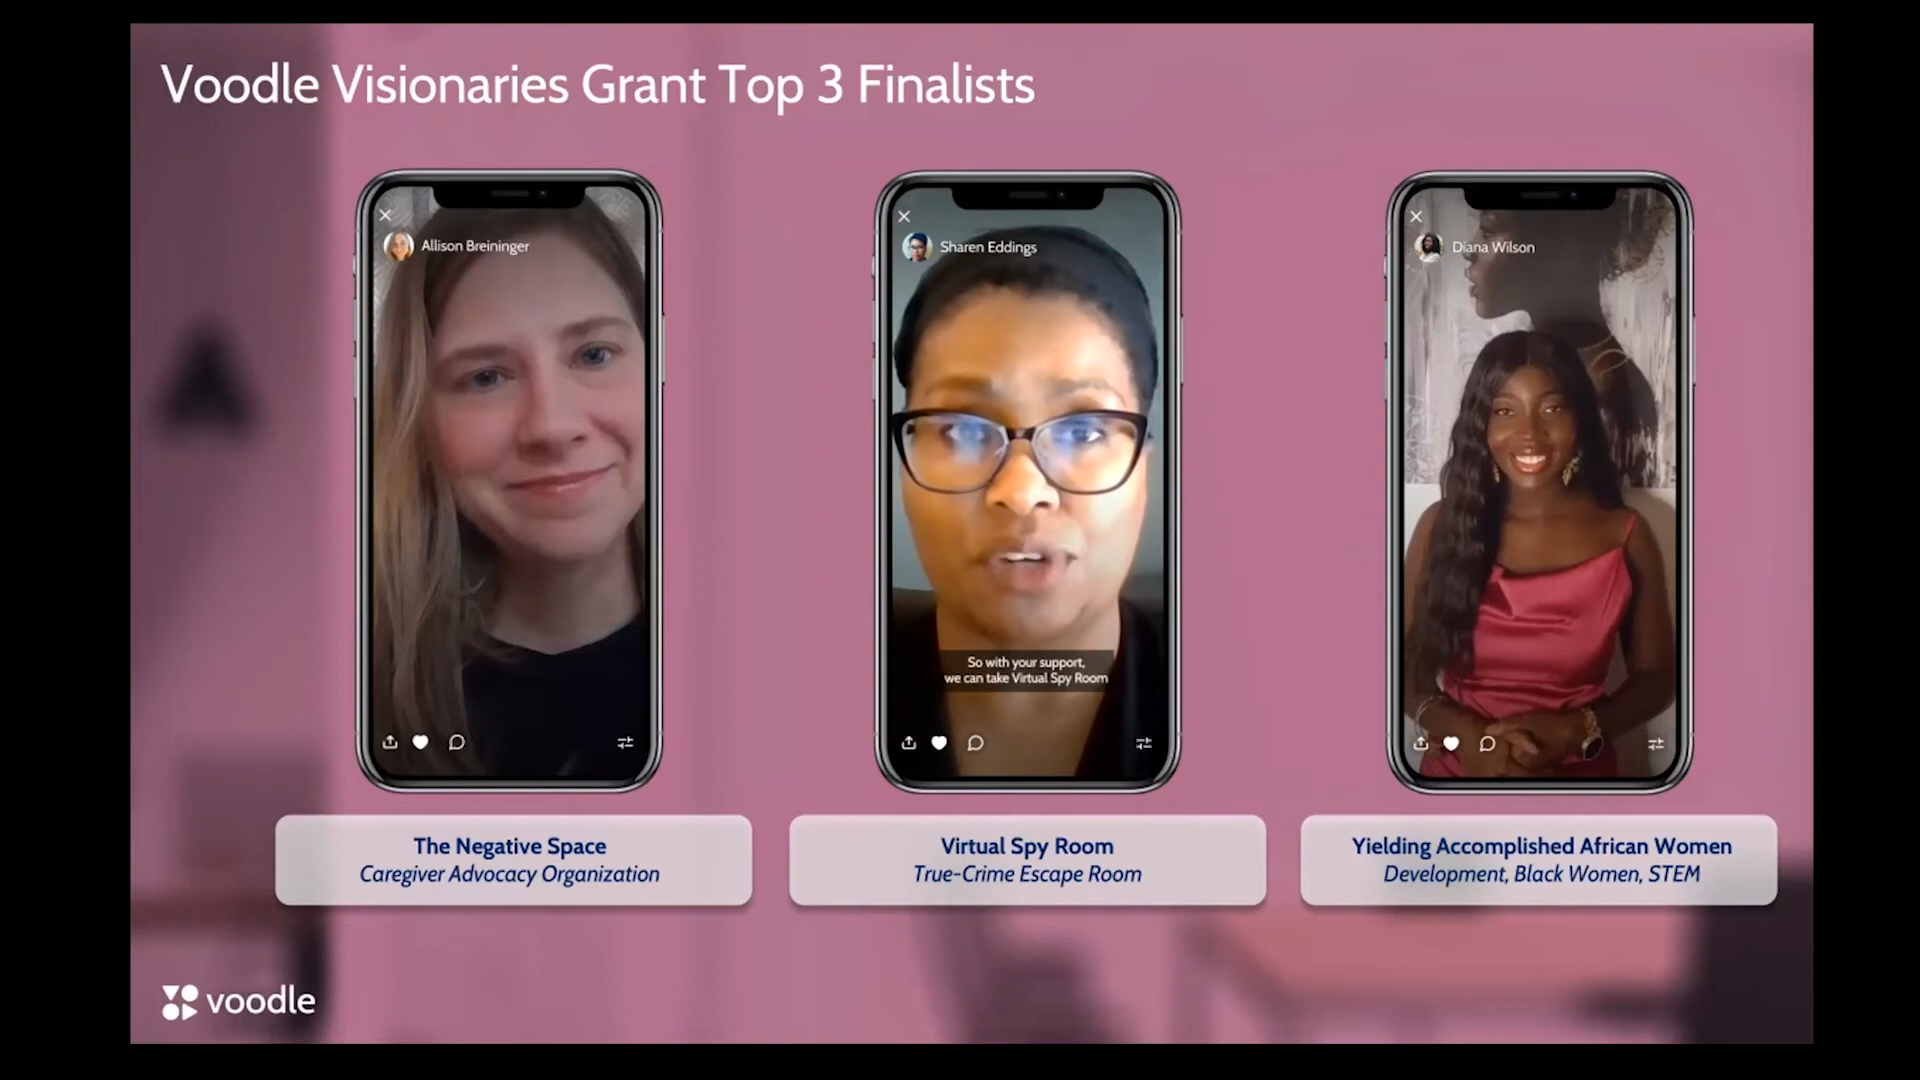 Voodle Visionaries Grant Top 3 Finalists
Allison Breininger
Sharen Eddings
Diana Wilson
So with your support,
we can take Virtual Spy Room
The Negative Space
Caregiver Advocacy Organization
Virtual Spy Room
True-Crime Escape Room
Yielding Accomplished African Women
Development, Black Women, STEM
voodle